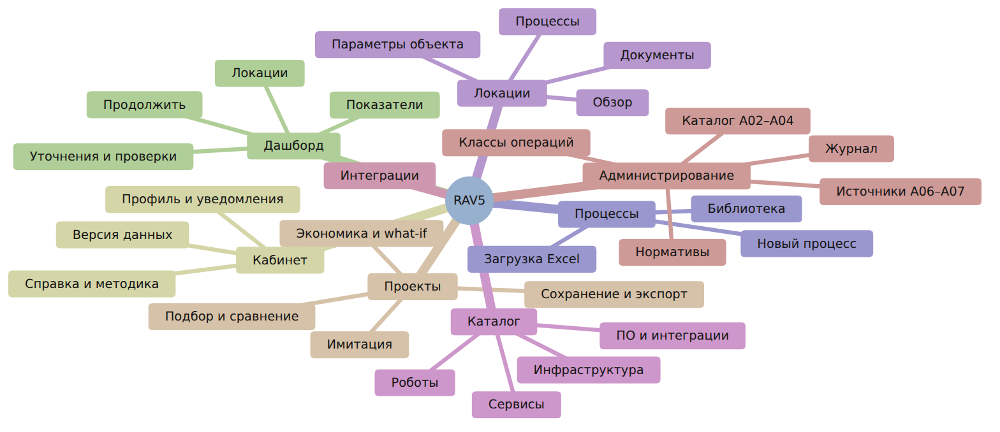 Процессы
Параметры объекта
Документы
Локации
Локации
Обзор
Продолжить
Показатели
Каталог A02–A04
Классы операций
Дашборд
Журнал
Уточнения и проверки
Интеграции
Администрирование
Источники A06–A07
Профиль и уведомления
RAV5
Процессы
Библиотека
Версия данных
Экономика и what-if
Новый процесс
Кабинет
Загрузка Excel
Нормативы
Справка и методика
Проекты
Сохранение и экспорт
Подбор и сравнение
Каталог
Имитация
ПО и интеграции
Инфраструктура
Роботы
Сервисы